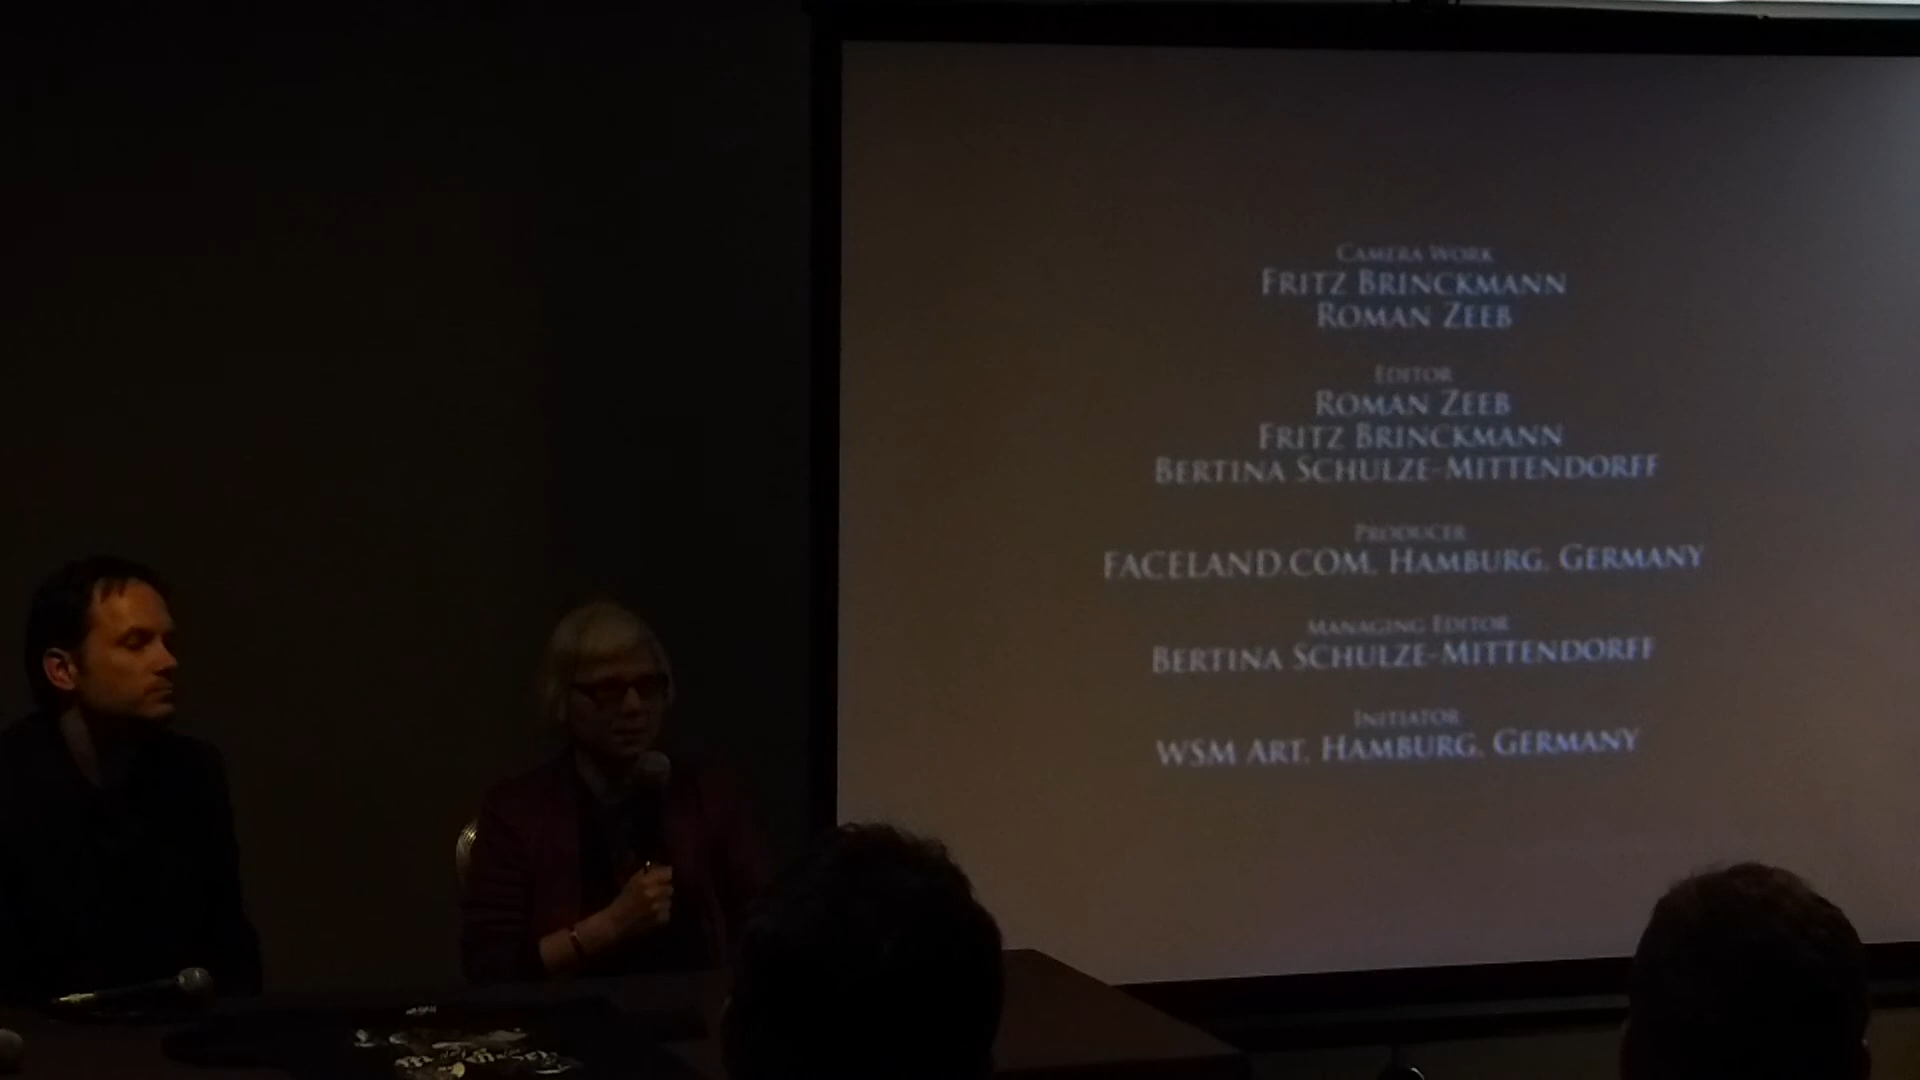 CAMERA WORK
FRITZ BRINCKMANN
ROMAN ZEEB
EDITOR
ROMAN ZEEB
FRITZ BRINCKMANN
BERTINA SCHULZE-MITTENDORFF
PRODUCER
FACELAND.COM, HAMBURG, GERMANY
MANAGING EDITOR
BERTINA SCHULZE-MITTENDORFF
INITIATOR
WSM ART, HAMBURG, GERMANY